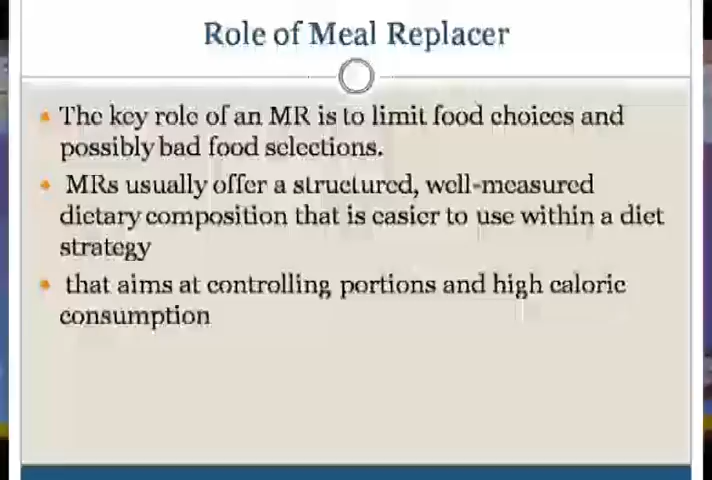 Role of Meal Replacer
The key role of an MR is to limit food choices and
possibly bad food selections.
MRs usually offer a structured, well-measured
dietary composition that is easier to use within a diet
strategy
that aims at controlling portions and high caloric
consumption